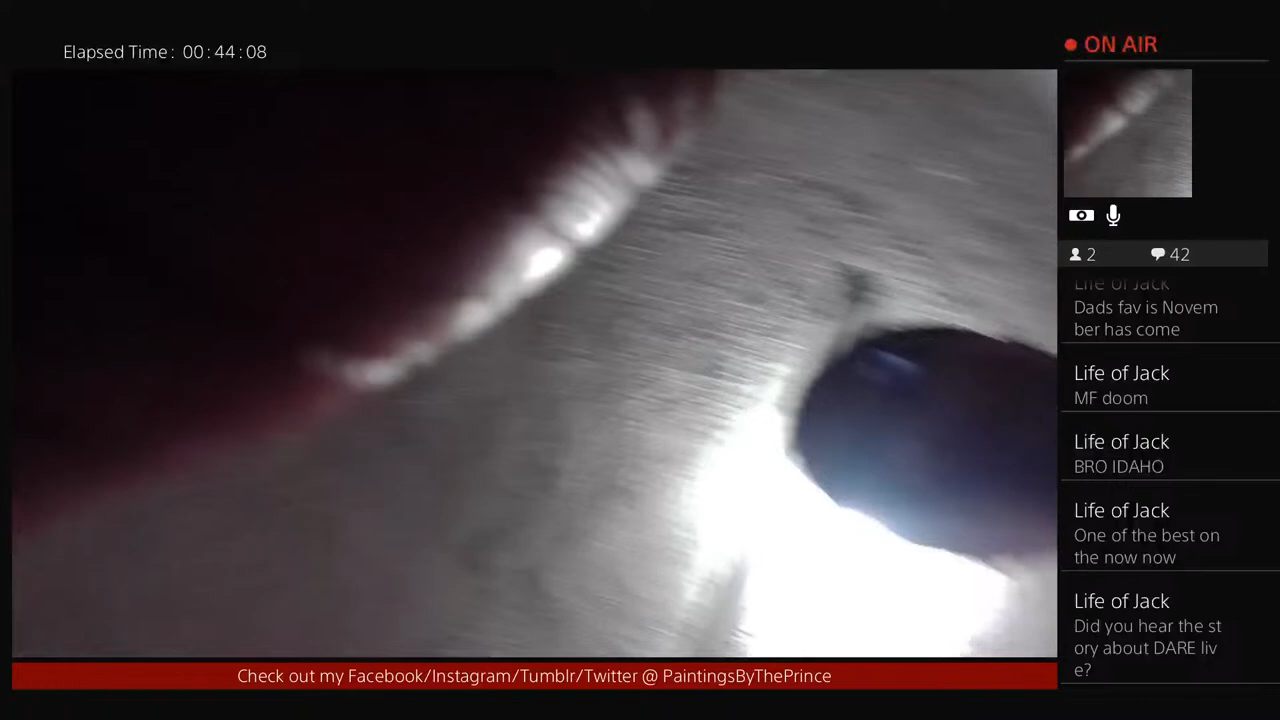 Elapsed Time: 00:44:08
ON AIR
2
42
Life of Jack
Dads fav is Novem
ber has come
Life of Jack
MF doom
Life of Jack
BRO IDAHO
Life of Jack
One of the best on
the now now
Life of Jack
Did you hear the st
ory about DARE liv
e?
Check out my Facebook/Instagram/Tumblr/Twitter @ PaintingsByThePrince